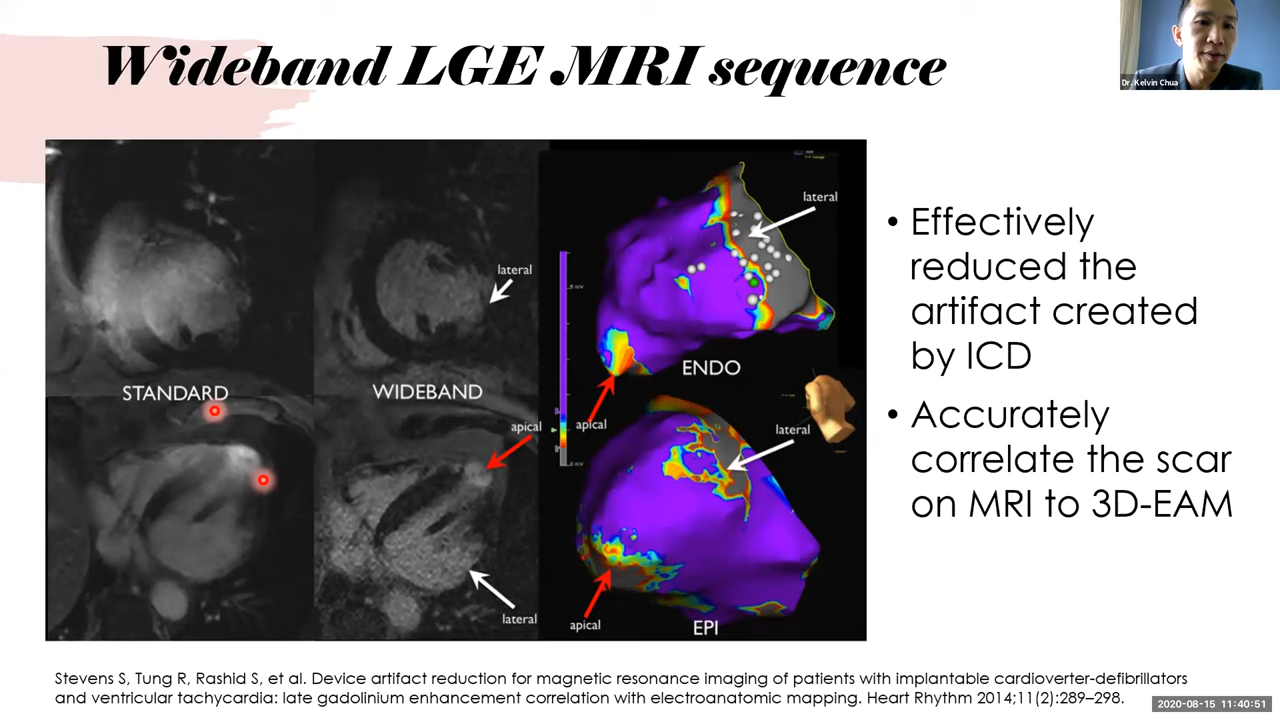 Wideband LGE MRI sequence
Dr. Kelvin Chua
lateral
STANDARD
WIDEBAND
apical
lateral
lateral
ENDO
apical
lateral
apical
EPI
• Effectively
reduced the
artifact created
by ICD
• Accurately
correlate the scar
on MRI to 3D-EAM
Stevens S, Tung R, Rashid S, et al. Device artifact reduction for magnetic resonance imaging of patients with implantable cardioverter-defibrillators
and ventricular tachycardia: late gadolinium enhancement correlation with electroanatomic mapping. Heart Rhythm 2014;11(2):289–298.
2020-08-15 11:40:51